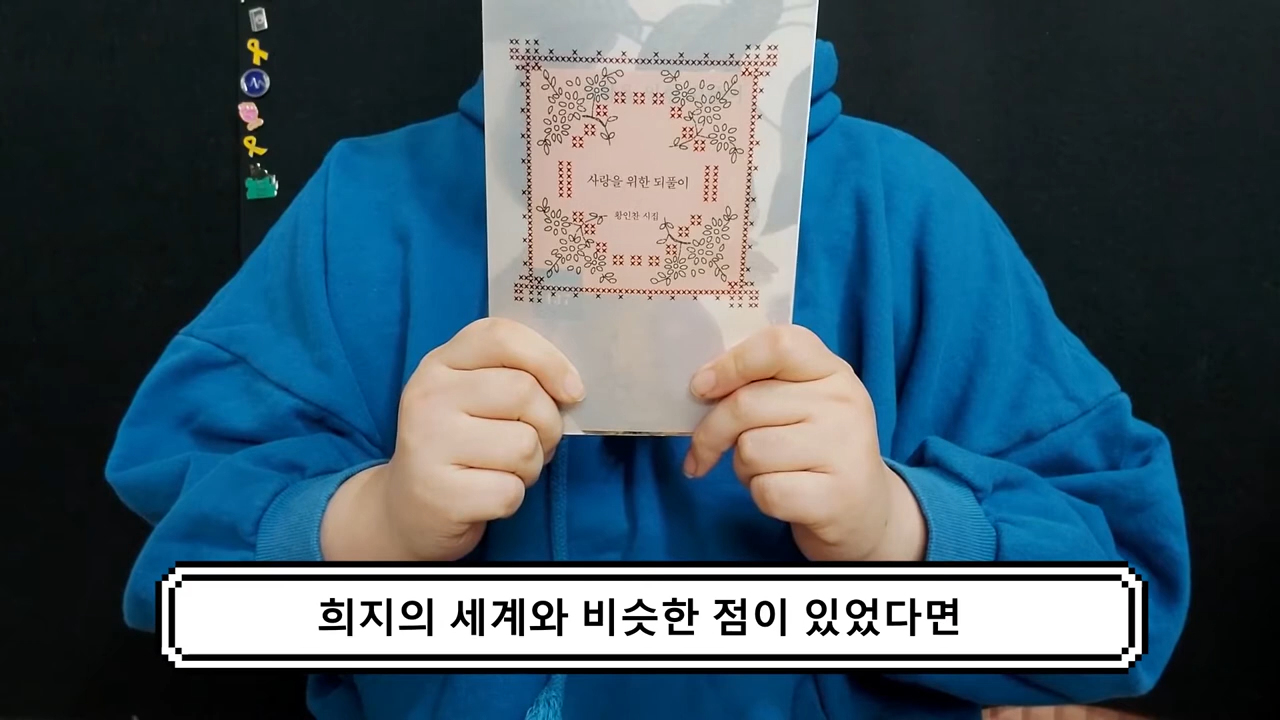 사랑을 위한 되풀이
황인찬 시집
437
희지의 세계와 비슷한 점이 있었다면